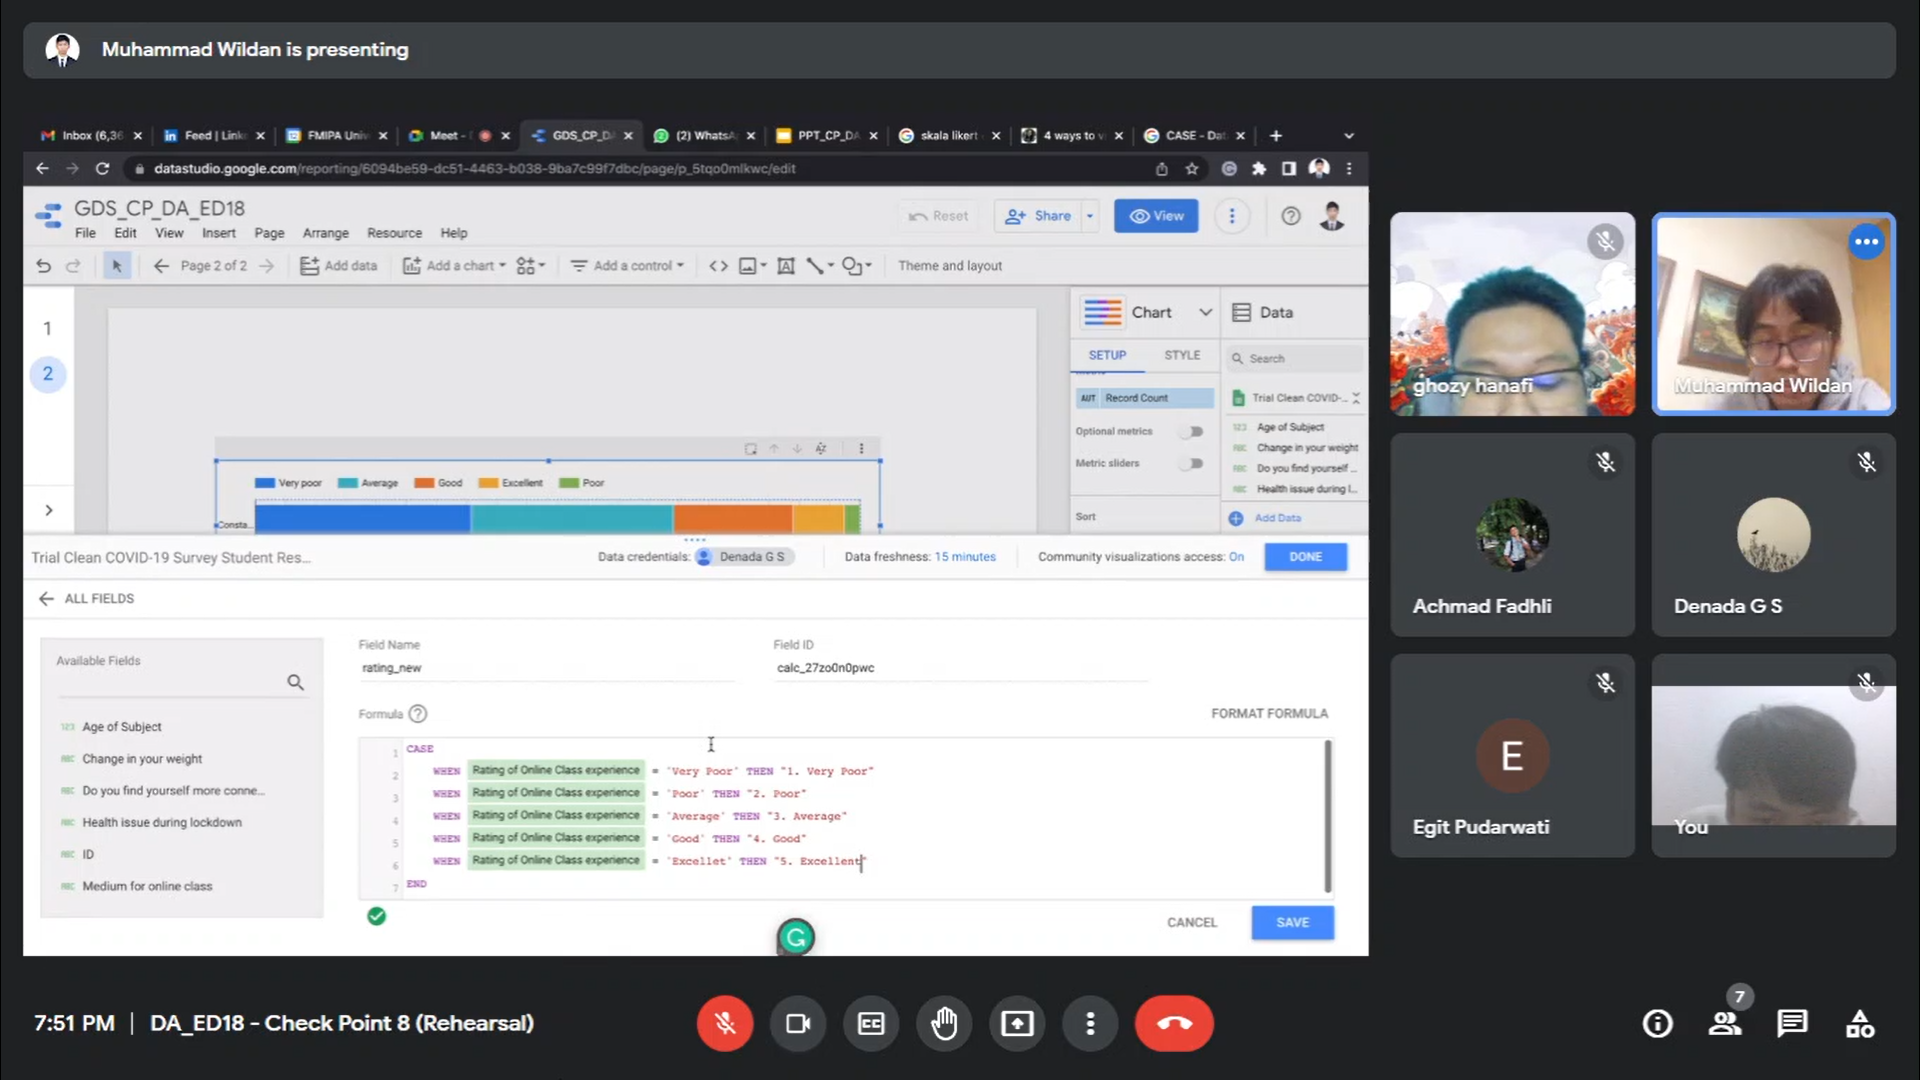 Muhammad Wildan is presenting
Inbox (6,36
Feed | Link
FMIPA Uni
Meet -
GDS_CP_D
(2) WhatsA
PPT_CP_DA
skala likert
4 ways to v
CASE - Dat
datastudio.google.com/reporting/6094be59-dc51-4463-b038-9ba7c99f7dbc/page/p_5tqo0mlkwc/edit
GDS_CP_DA_ED18
Reset
Share
View
File Edit View Insert Page Arrange Resource Help
Page 2 of 2
Add data
Add a chart
Add a control
Theme and layout
1
2
Chart
Data
SETUP
STYLE
Search
AUT Record Count
Optional metrics
Metric sliders
Sort
Trial Clean COVID-...
123 Age of Subject
ABC Change in your weight
ABC Do you find yourself ...
ABC Health issue during l...
Add Data
Very poor Average Good Excellent Poor
Consta...
Trial Clean COVID-19 Survey Student Res...
Data credentials: Denada G S
Data freshness: 15 minutes
Community visualizations access: On
DONE
ALL FIELDS
Available Fields
123 Age of Subject
ABC Change in your weight
ABC Do you find yourself more conne...
ABC Health issue during lockdown
ABC ID
ABC Medium for online class
Field Name
rating_new
Field ID
calc_27zo0n0pwc
Formula
FORMAT FORMULA
1 CASE
2 WHEN Rating of Online Class experience = 'Very Poor' THEN "1. Very Poor"
3 WHEN Rating of Online Class experience = 'Poor' THEN "2. Poor"
4 WHEN Rating of Online Class experience = 'Average' THEN "3. Average"
5 WHEN Rating of Online Class experience = 'Good' THEN "4. Good"
6 WHEN Rating of Online Class experience = 'Excellet' THEN "5. Excellent"
7 END
CANCEL
SAVE
ghozy hanafi
Muhammad Wildan
Achmad Fadhli
Denada G S
E
Egit Pudarwati
You
7:51 PM | DA_ED18 - Check Point 8 (Rehearsal)
7